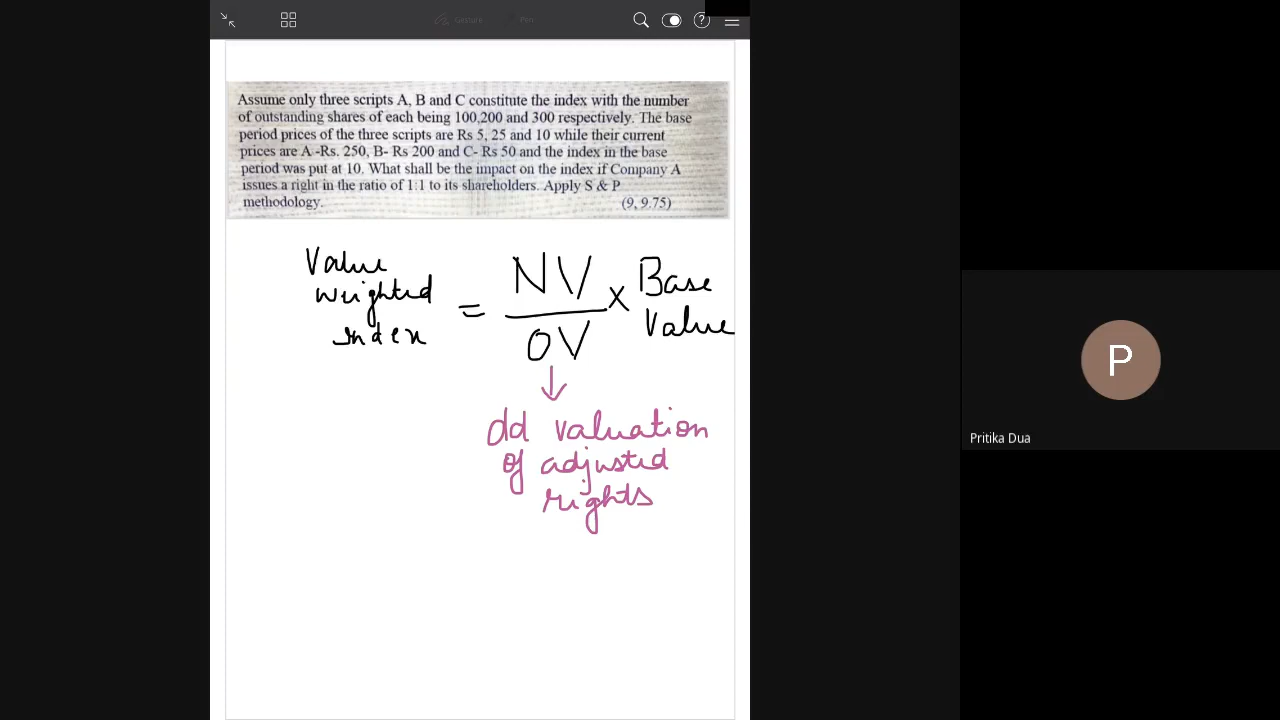 Gesture
Pen
Assume only three scripts A, B and C constitute the index with the number
of outstanding shares of each being 100,200 and 300 respectively. The base
period prices of the three scripts are Rs 5, 25 and 10 while their current
prices are A -Rs. 250, B- Rs 200 and C- Rs 50 and the index in the base
period was put at 10. What shall be the impact on the index if Company A
issues a right in the ratio of 1:1 to its shareholders. Apply S & P
methodology. (9, 9.75)
Value
weighted
index
= NV / OV × Base Value
↓
old valuation
of adjusted
rights
P
Pritika Dua